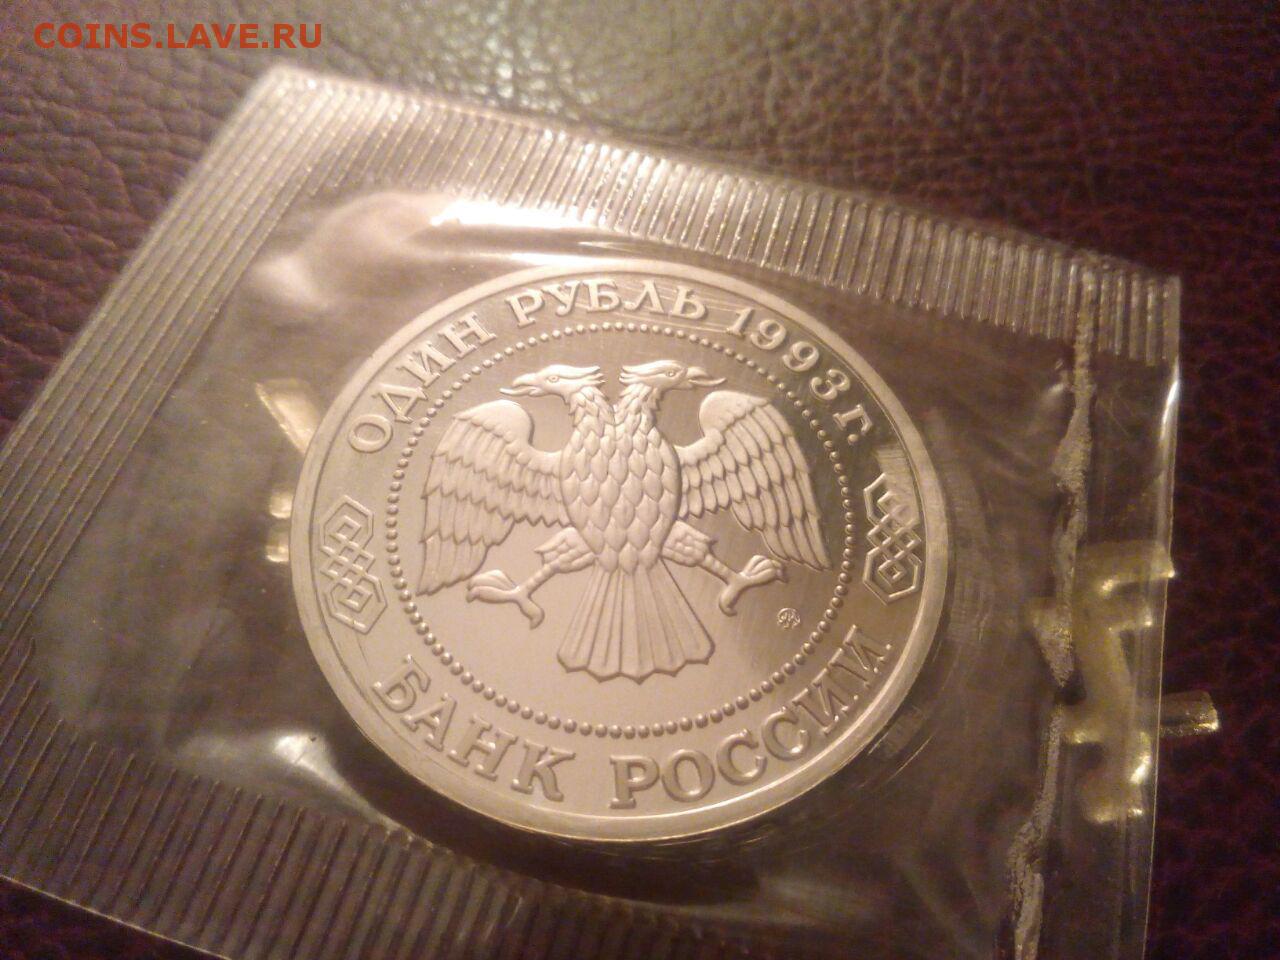 COINS.LAVE.RU
ОДИН РУБЛЬ 1993 г.
БАНК РОССИИ